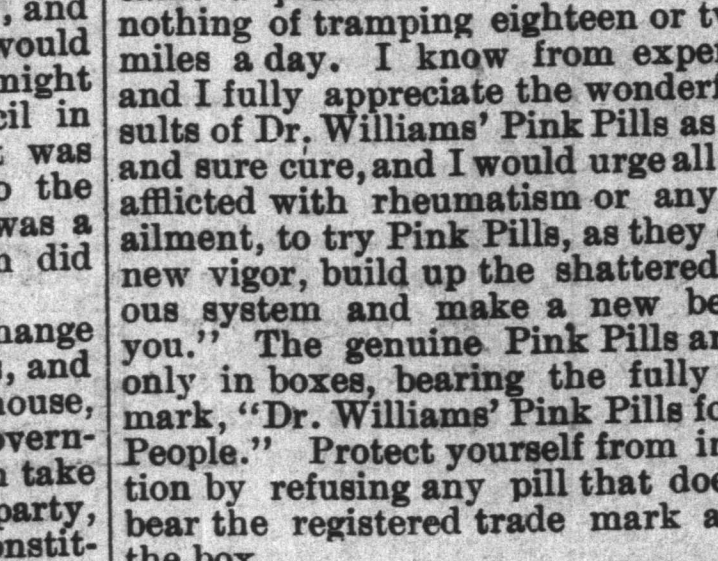 , and
would
might
cil in
was
the
was a
did
hange
, and
house,
overn-
take
party,
onstit-
nothing of tramping eighteen or
miles a day. I know from
and I fully appreciate the
sults of Dr. Williams' Pink Pills as
and sure cure, and I would urge all
afflicted with rheumatism or any
ailment, to try Pink Pills, as they
new vigor, build up the shattered
ous system and make a new
you." The genuine Pink Pills
only in boxes, bearing the fully
mark, "Dr. Williams' Pink Pills
People." Protect yourself from
tion by refusing any pill that
bear the registered trade mark
the box